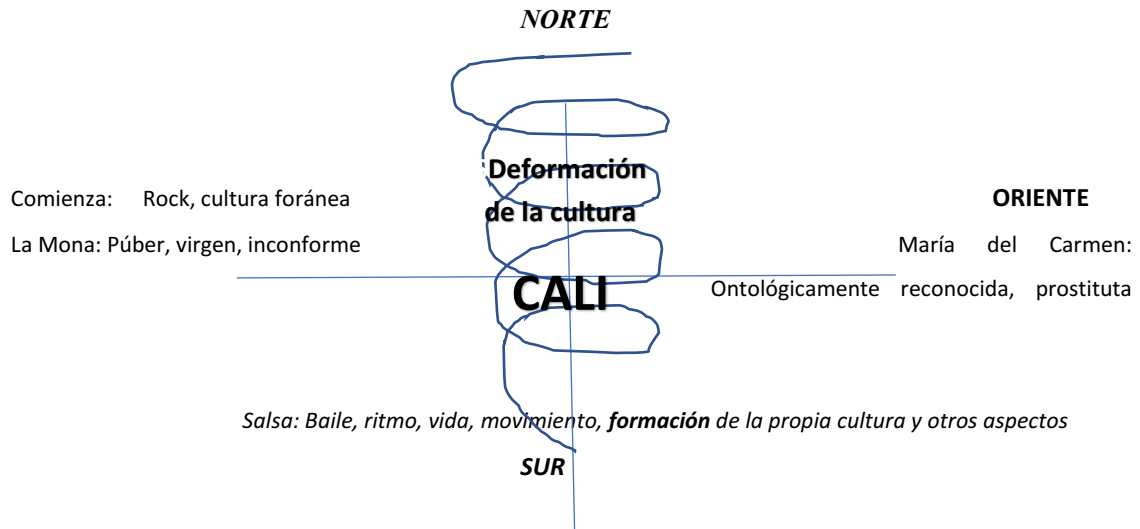 NORTE
Deformación
de la cultura
Comienza: Rock, cultura foránea
La Mona: Púber, virgen, inconforme
ORIENTE
María del Carmen:
Ontológicamente reconocida, prostituta
CALI
Salsa: Baile, ritmo, vida, movimiento, formación de la propia cultura y otros aspectos
SUR